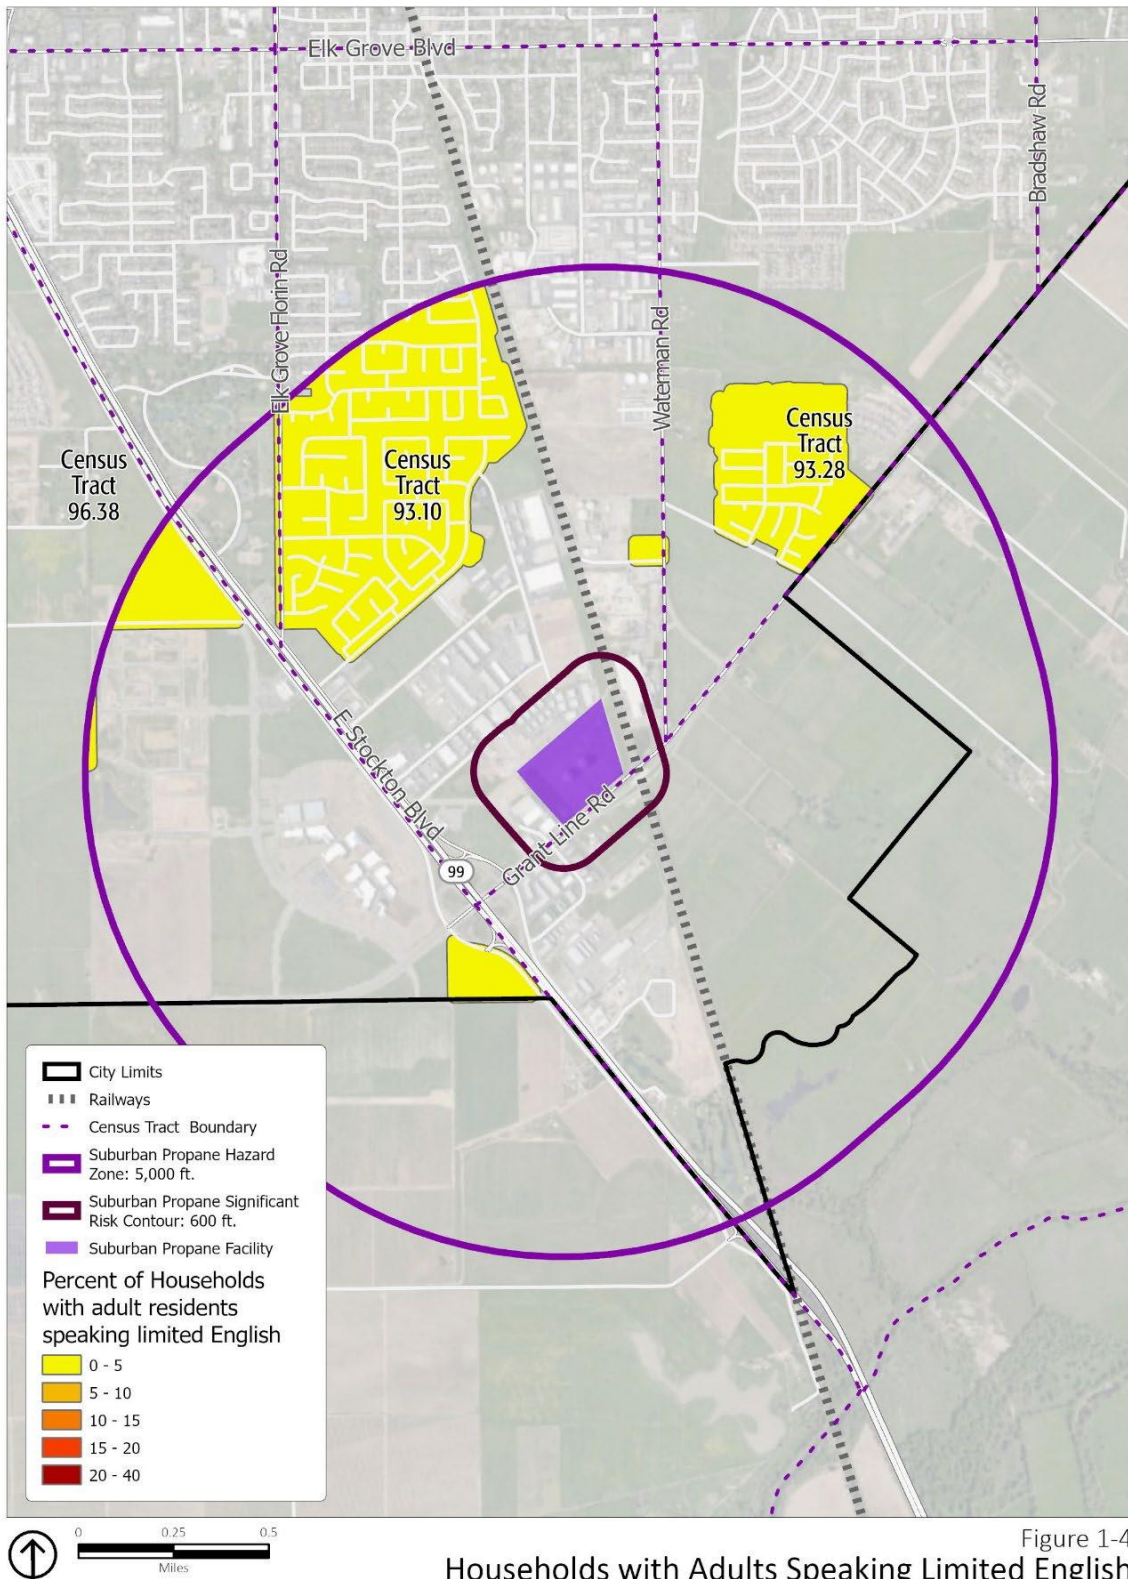 Elk Grove Blvd
Bradshaw Rd
Elk Grove Florin Rd
Waterman Rd
Census
Tract
96.38
Census
Tract
93.10
Census
Tract
93.28
E Stockton Blvd
99
Grant Line Rd
City Limits
Railways
Census Tract Boundary
Suburban Propane Hazard
Zone: 5,000 ft.
Suburban Propane Significant
Risk Contour: 600 ft.
Suburban Propane Facility
Percent of Households
with adult residents
speaking limited English
0 - 5
5 - 10
10 - 15
15 - 20
20 - 40
0 0.25 0.5
Miles
Figure 1-4
Households with Adults Speaking Limited English